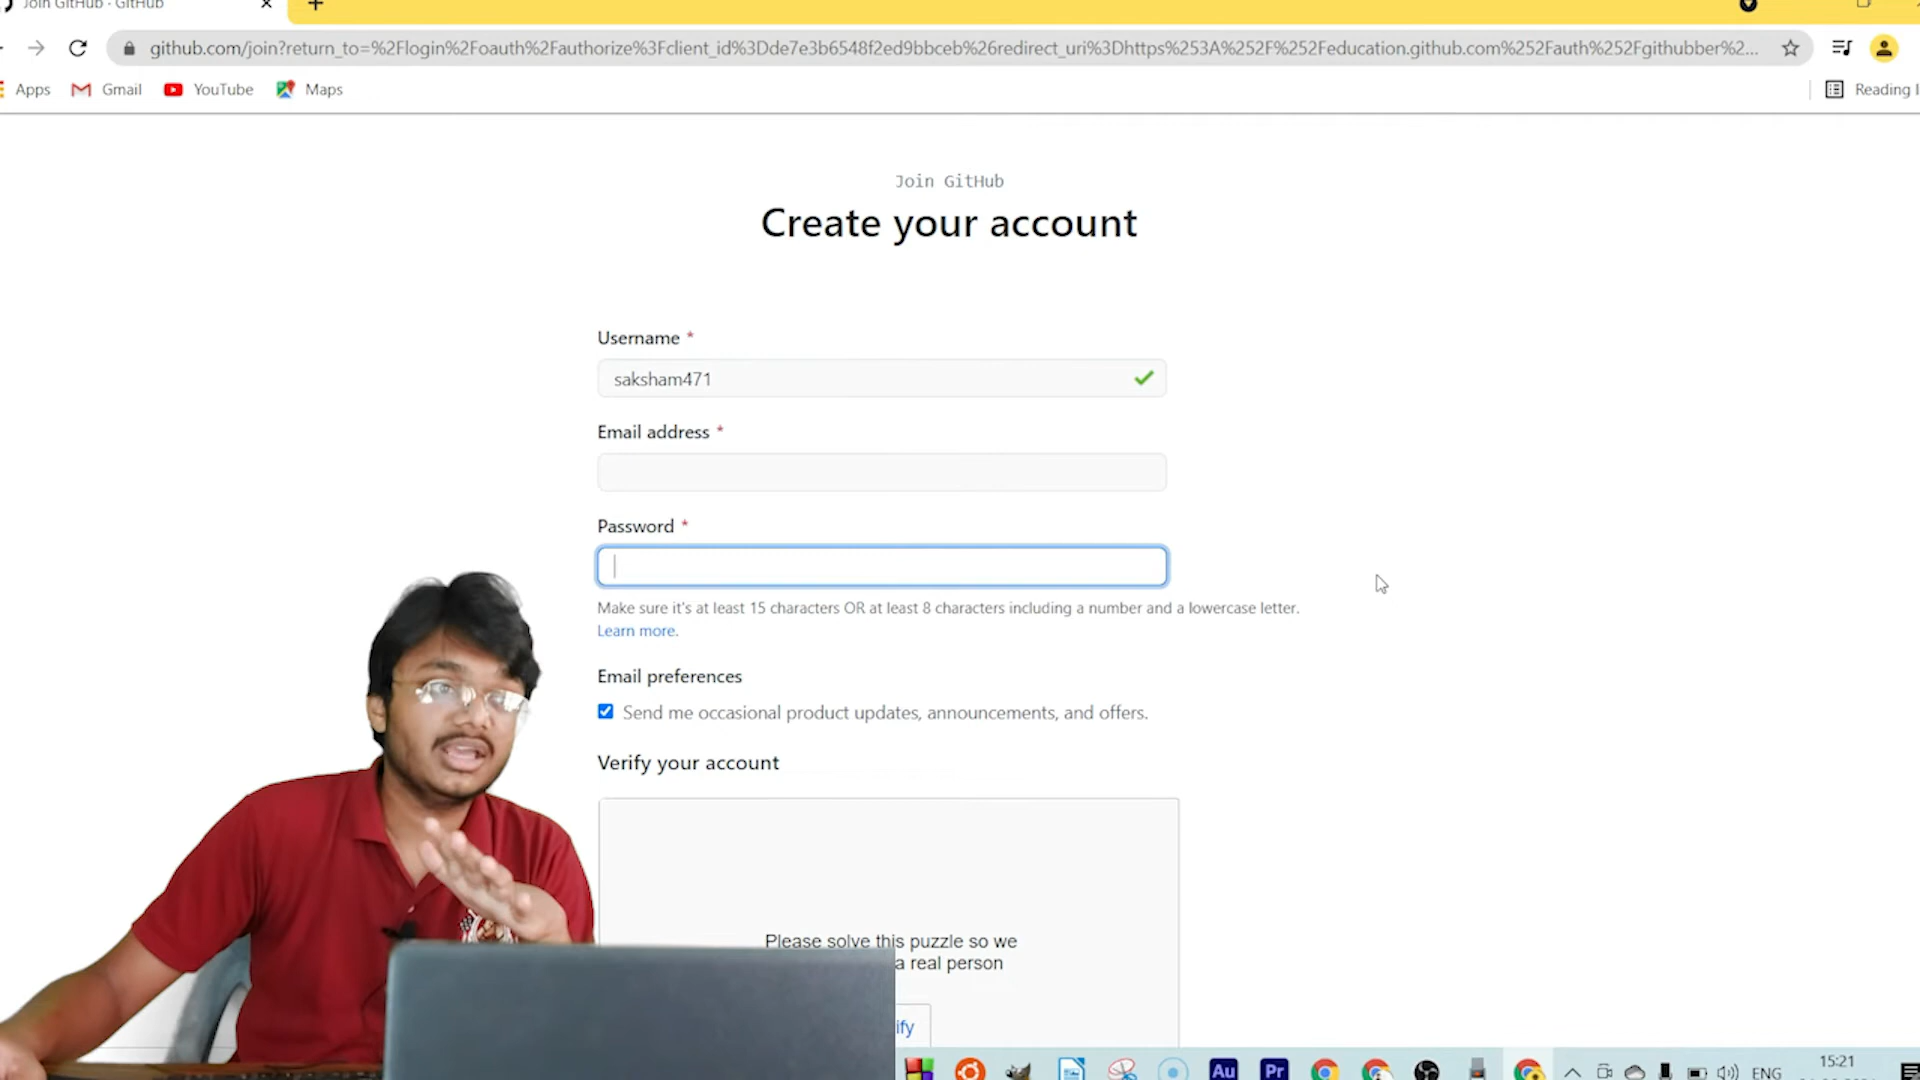 Join GitHub · GitHub
github.com/join?return_to=%2Flogin%2Foauth%2Fauthorize%3Fclient_id%3Dde7e3b6548f2ed9bbceb%26redirect_uri%3Dhttps%253A%252F%252Feducation.github.com%252Fauth%252Fgithubber%2...
Apps Gmail YouTube Maps Reading
Join GitHub
Create your account
Username *
saksham471
Email address *
Password *
Make sure it's at least 15 characters OR at least 8 characters including a number and a lowercase letter.
Learn more.
Email preferences
Send me occasional product updates, announcements, and offers.
Verify your account
Please solve this puzzle so we
a real person
ify
Au Pr ENG 15:21